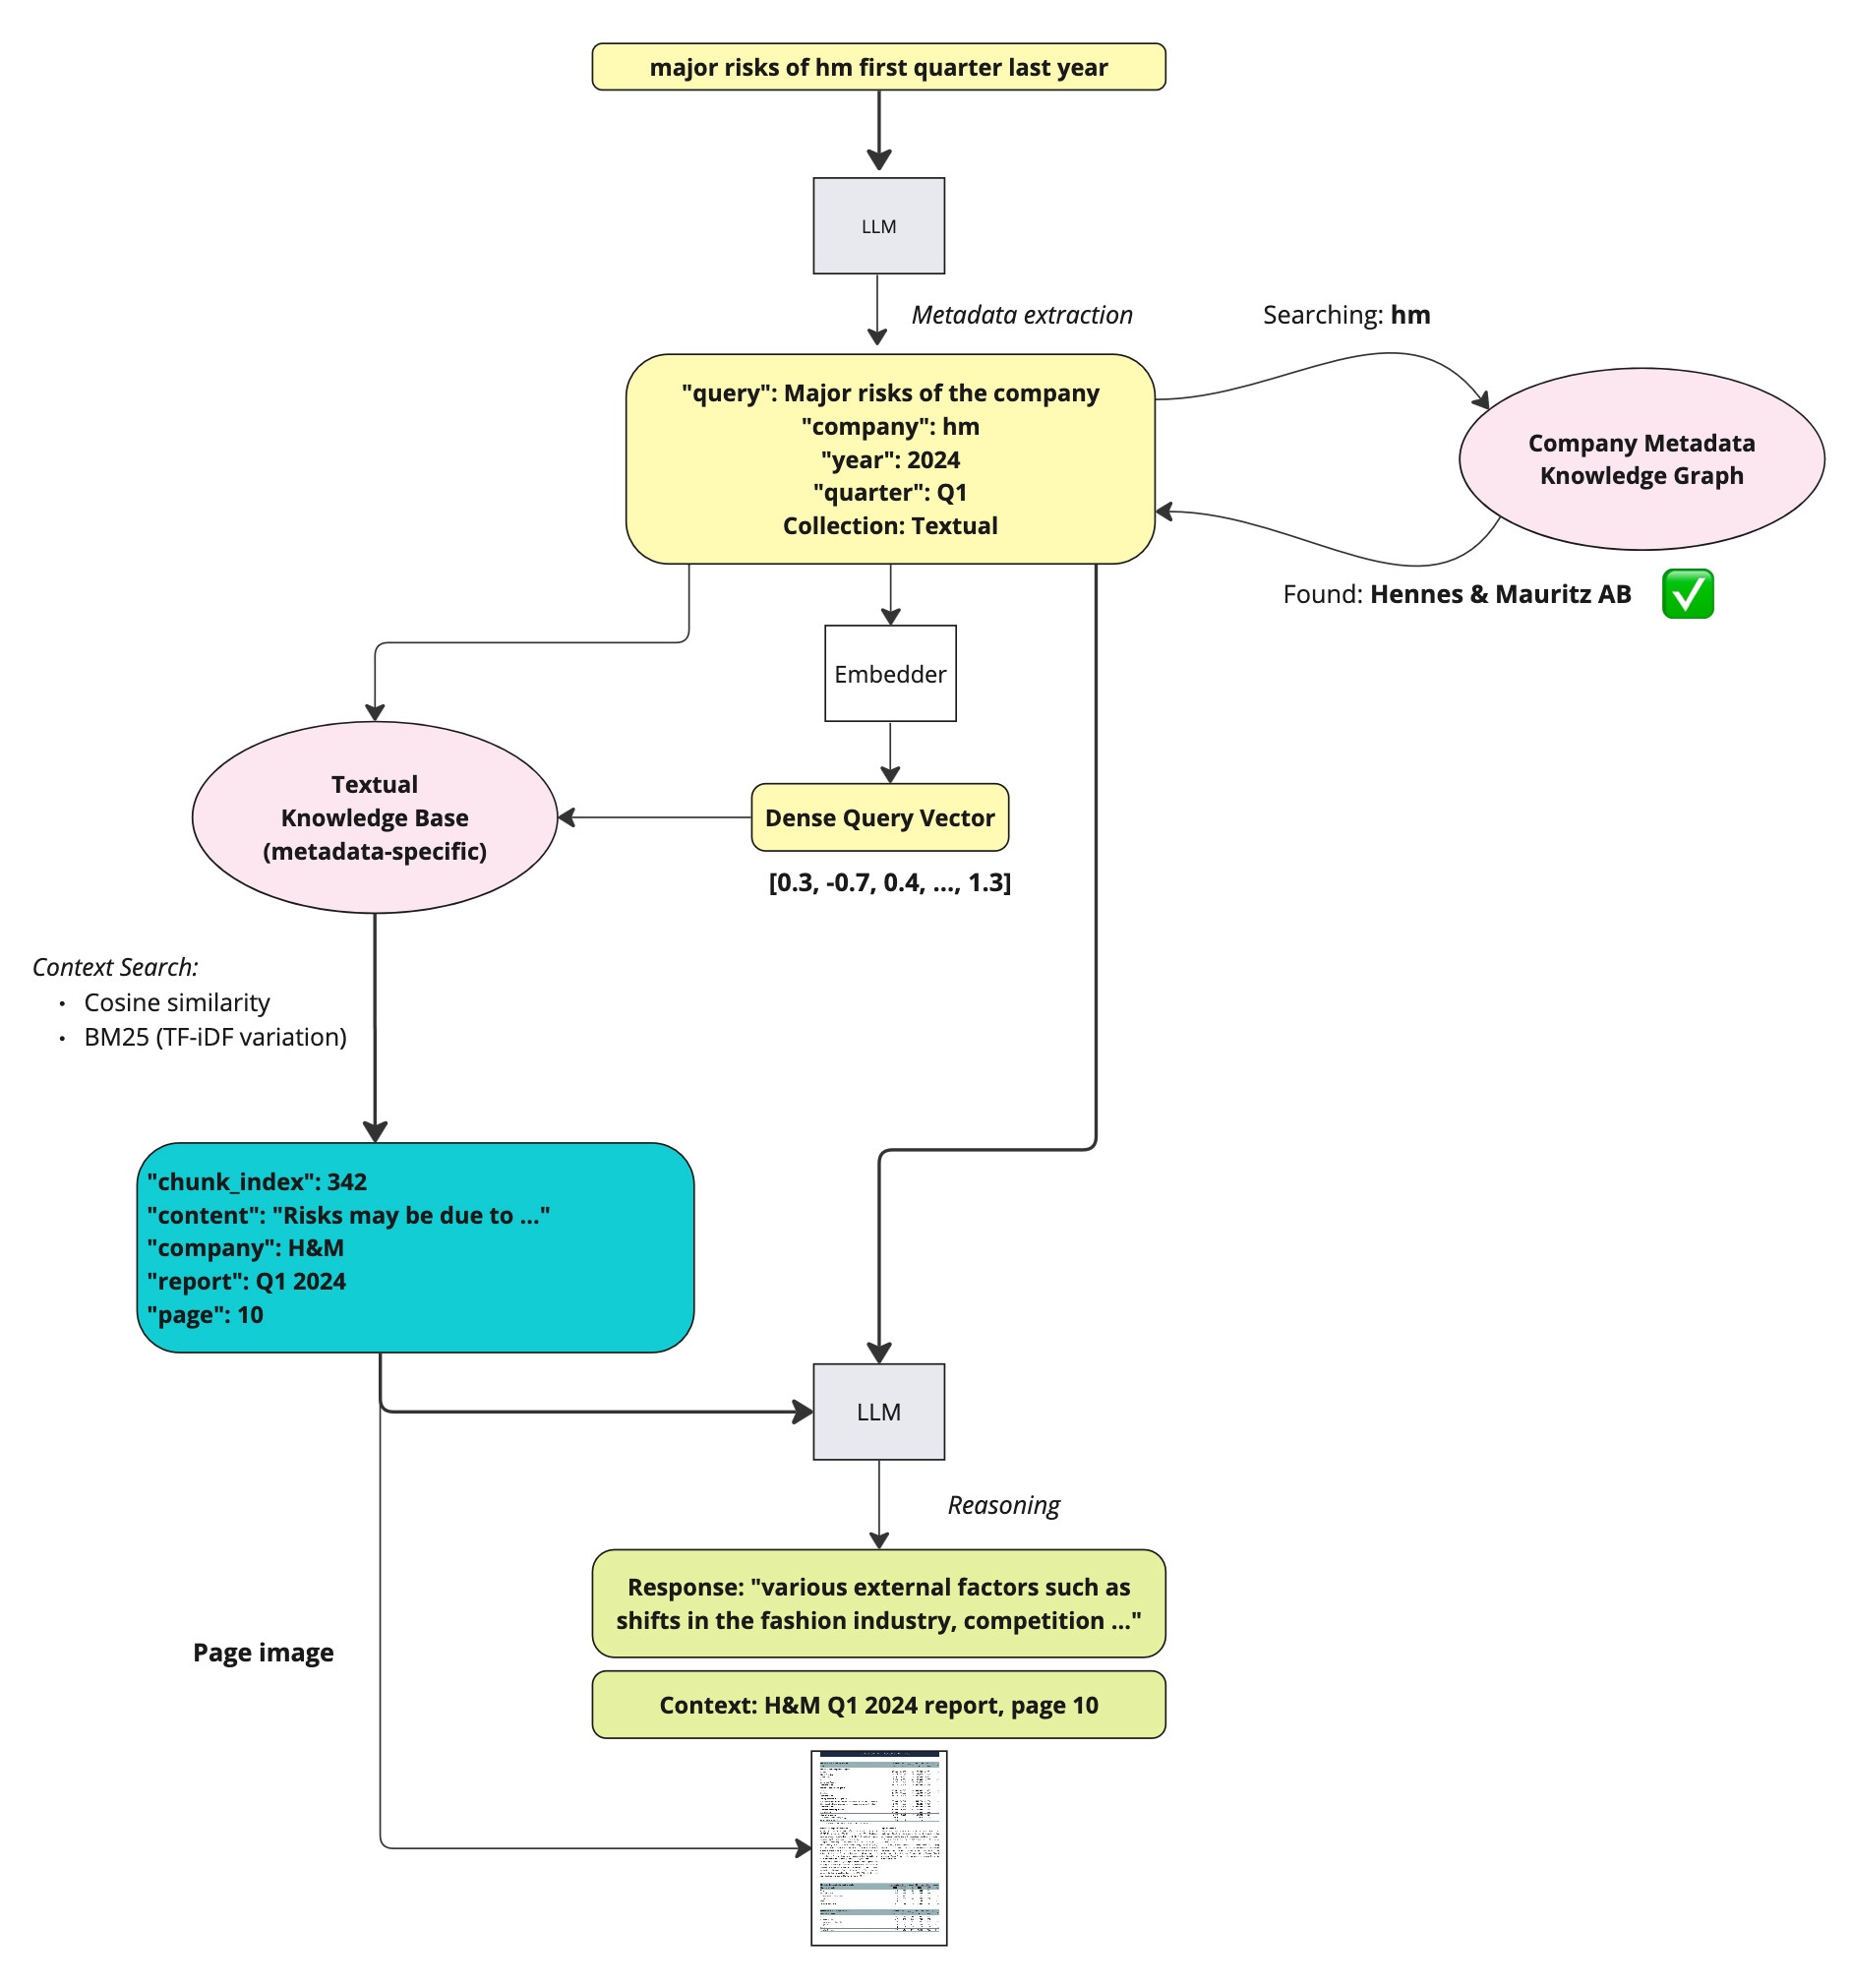 major risks of hm first quarter last year
LLM
Metadata extraction
Searching: hm
"query": Major risks of the company
"company": hm
"year": 2024
"quarter": Q1
Collection: Textual
Company Metadata
Knowledge Graph
Found: Hennes & Mauritz AB
Embedder
Textual
Knowledge Base
(metadata-specific)
Dense Query Vector
[0.3, -0.7, 0.4, ..., 1.3]
Context Search:
• Cosine similarity
• BM25 (TF-iDF variation)
"chunk_index": 342
"content": "Risks may be due to ..."
"company": H&M
"report": Q1 2024
"page": 10
LLM
Reasoning
Response: "various external factors such as
shifts in the fashion industry, competition ..."
Page image
Context: H&M Q1 2024 report, page 10